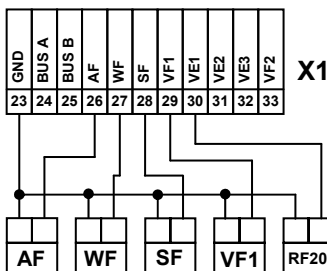 GND BUS A BUS B AF WF SF VF1 VE1 VE2 VE3 VF2
X1
23 24 25 26 27 28 29 30 31 32 33
AF WF SF VF1 RF20